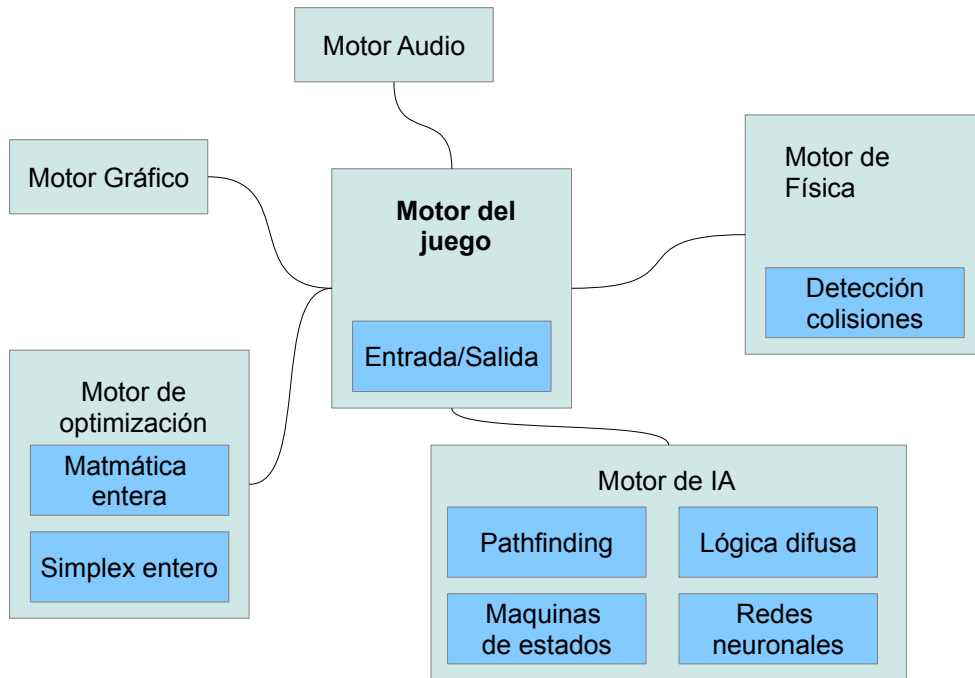 Motor Audio
Motor Gráfico
Motor del
juego
Entrada/Salida
Motor de
Física
Detección
colisiones
Motor de
optimización
Matmática
entera
Simplex entero
Motor de IA
Pathfinding
Lógica difusa
Maquinas
de estados
Redes
neuronales